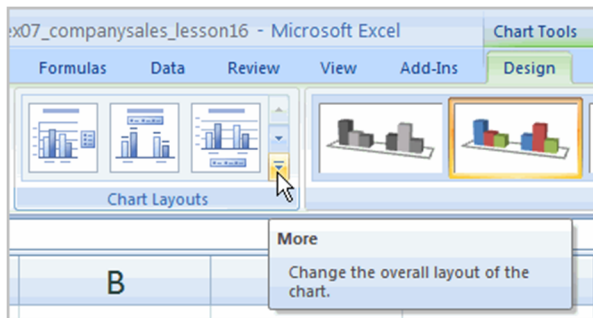 ex07_companysales_lesson16 - Microsoft Excel
Chart Tools
Formulas Data Review View Add-Ins Design
Chart Layouts
More
Change the overall layout of the
chart.
B